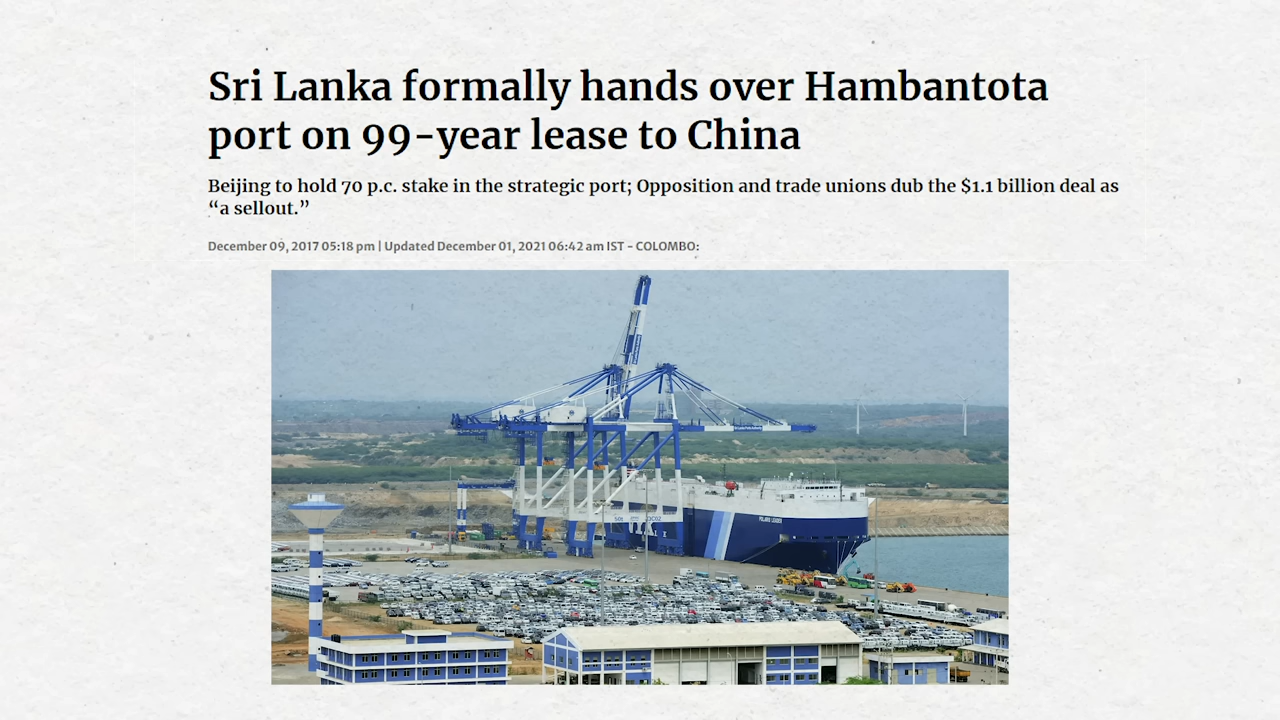 Sri Lanka formally hands over Hambantota
port on 99-year lease to China
Beijing to hold 70 p.c. stake in the strategic port; Opposition and trade unions dub the $1.1 billion deal as
“a sellout.”
December 09, 2017 05:18 pm | Updated December 01, 2021 06:42 am IST - COLOMBO:
POLARIS LEADER